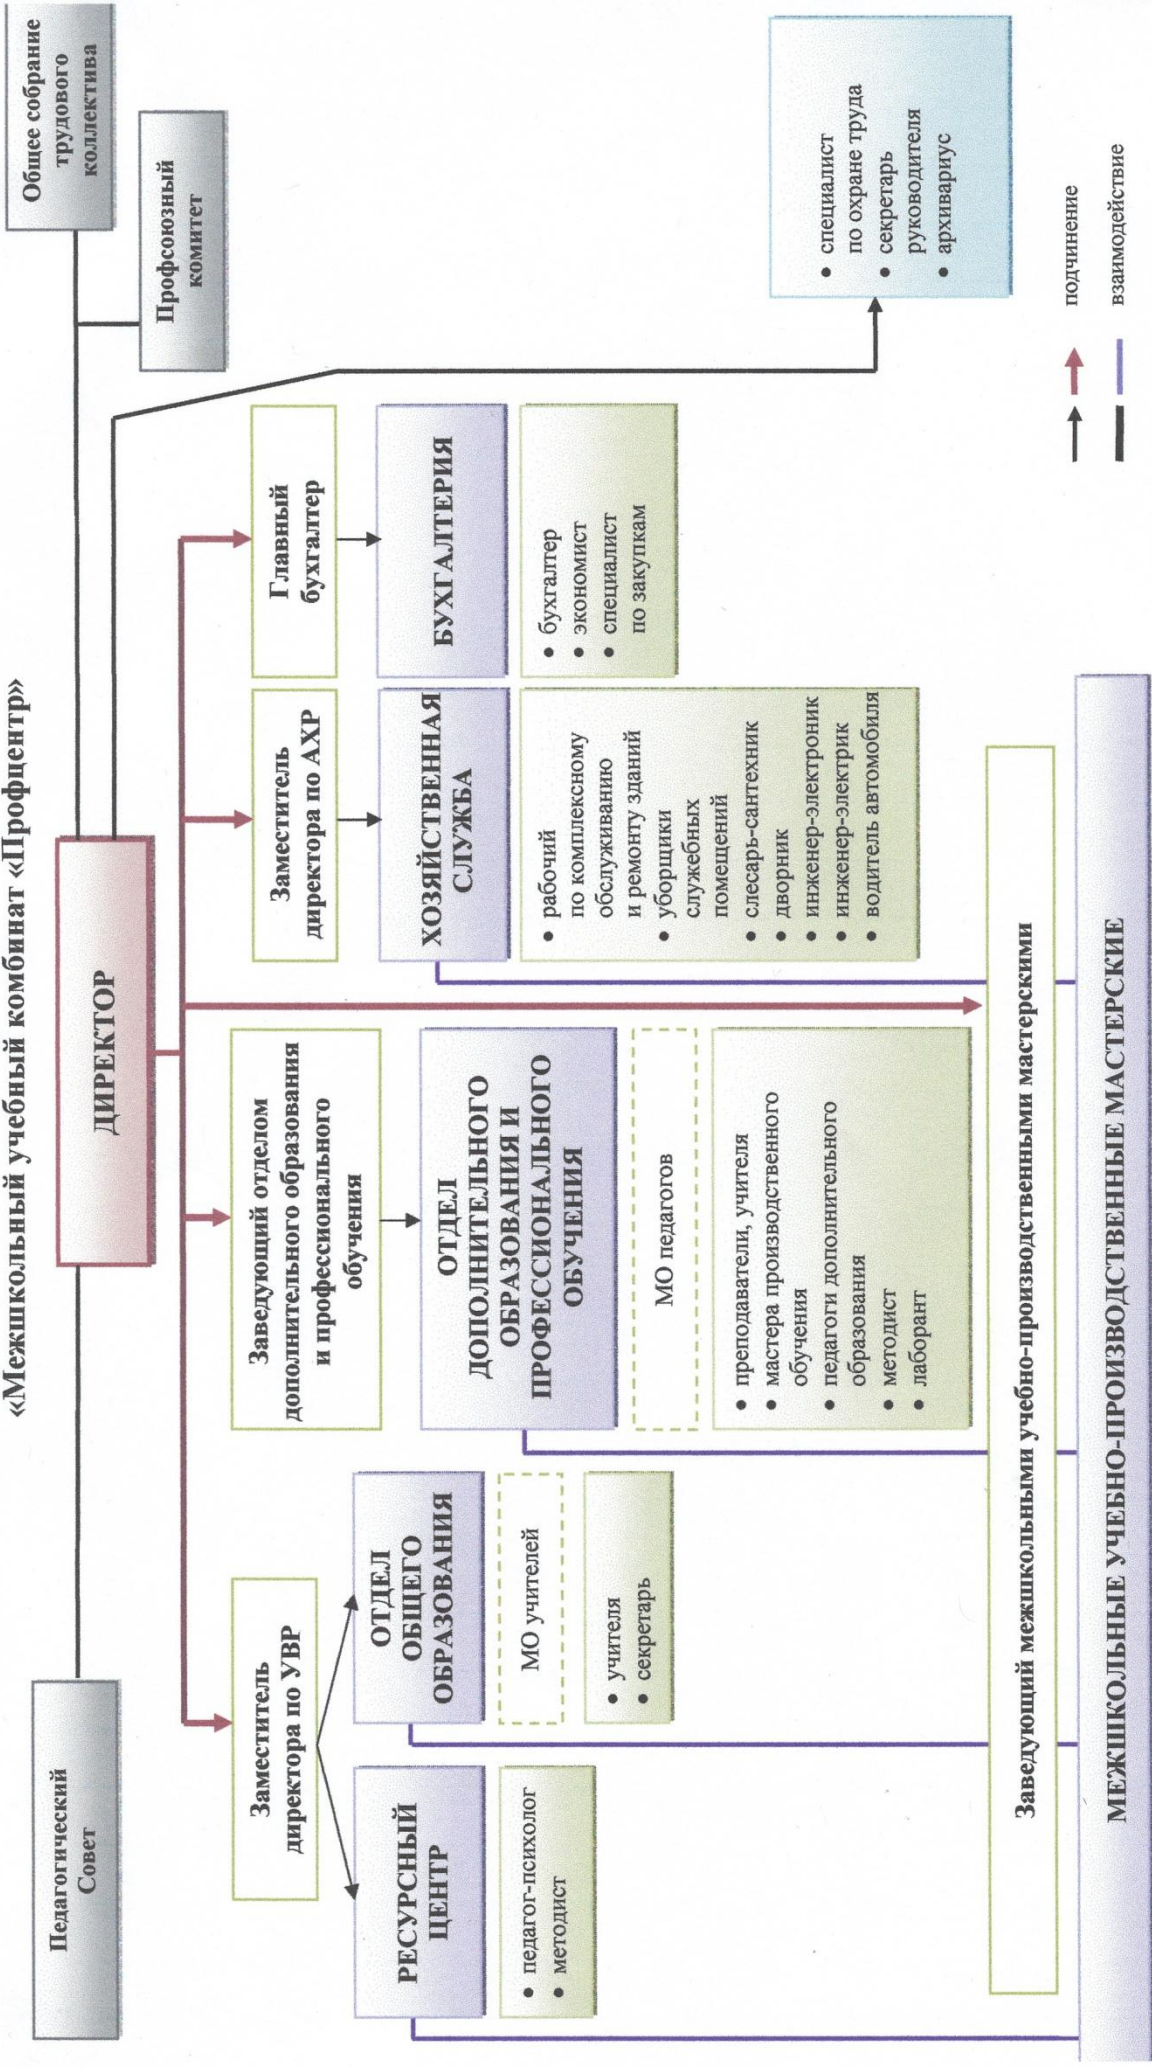 «Межшкольный учебный комбинат «Профцентр»
Педагогический
Совет
ДИРЕКТОР
Общее собрание
трудового
коллектива
Профсоюзный
комитет
Заместитель
директора по УВР
Заведующий отделом
дополнительного образования
и профессионального
обучения
Заместитель
директора по АХР
Главный
бухгалтер
РЕСУРСНЫЙ
ЦЕНТР
ОТДЕЛ
ОБЩЕГО
ОБРАЗОВАНИЯ
ОТДЕЛ
ДОПОЛНИТЕЛЬНОГО
ОБРАЗОВАНИЯ И
ПРОФЕССИОНАЛЬНОГО
ОБУЧЕНИЯ
ХОЗЯЙСТВЕННАЯ
СЛУЖБА
БУХГАЛТЕРИЯ
• педагог-психолог
• методист
МО учителей
• учителя
• секретарь
МО педагогов
• преподаватели, учителя
• мастера производственного
обучения
• педагоги дополнительного
образования
• методист
• лаборант
• рабочий
по комплексному
обслуживанию
и ремонту зданий
• уборщики
служебных
помещений
• слесарь-сантехник
• дворник
• инженер-электроник
• инженер-электрик
• водитель автомобиля
• бухгалтер
• экономист
• специалист
по закупкам
• специалист
по охране труда
• секретарь
руководителя
• архивариус
Заведующий межшкольными учебно-производственными мастерскими
МЕЖШКОЛЬНЫЕ УЧЕБНО-ПРОИЗВОДСТВЕННЫЕ МАСТЕРСКИЕ
подчинение
взаимодействие